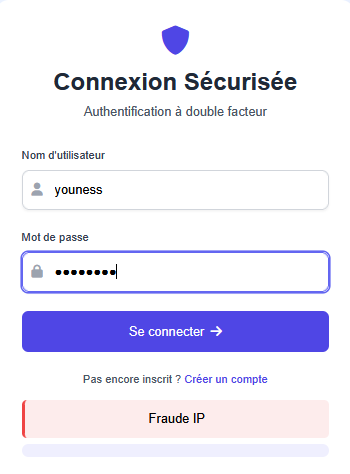 Connexion Sécurisée
Authentification à double facteur
Nom d'utilisateur
youness
Mot de passe
••••••••
Se connecter →
Pas encore inscrit ? Créer un compte
Fraude IP